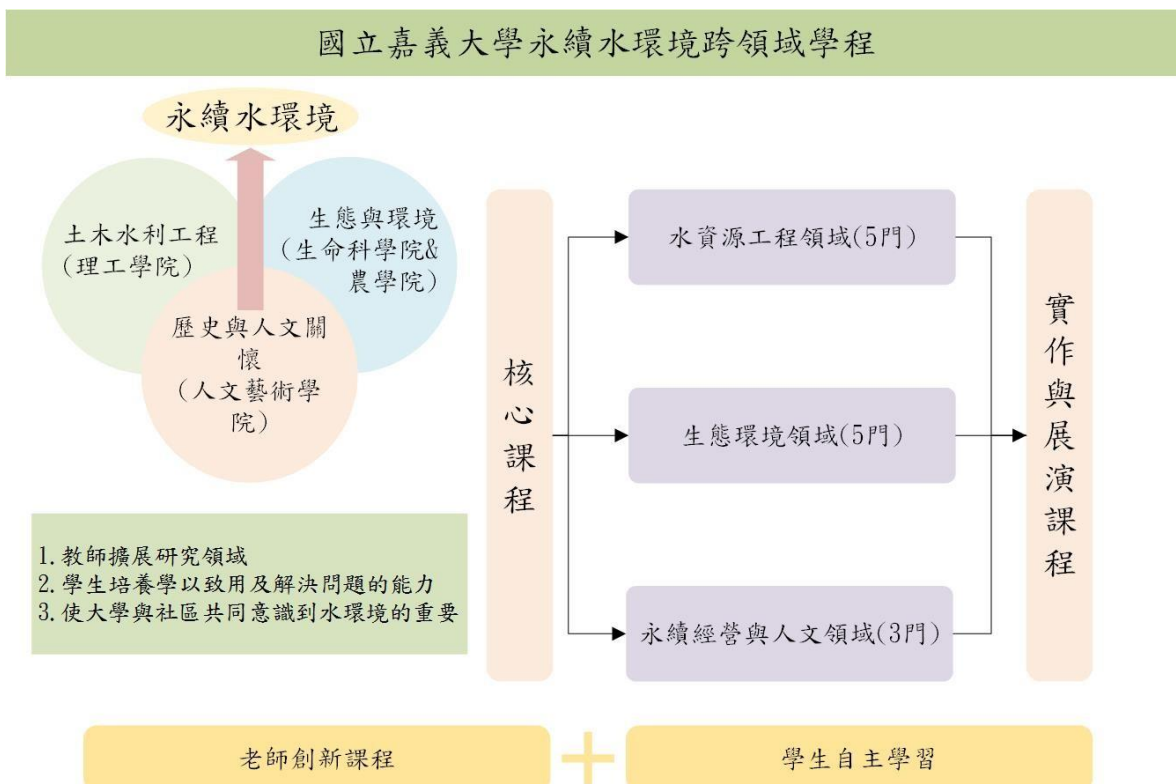 國立嘉義大學永續水環境跨領域學程
永續水環境
土木水利工程
(理工學院)
生態與環境
(生命科學院&
農學院)
歷史與人文關
懷
(人文藝術學
院)
1.教師擴展研究領域
2.學生培養學以致用及解決問題的能力
3.使大學與社區共同意識到水環境的重要
核心課程
水資源工程領域(5門)
生態環境領域(5門)
永續經營與人文領域(3門)
實作與展演課程
老師創新課程
學生自主學習